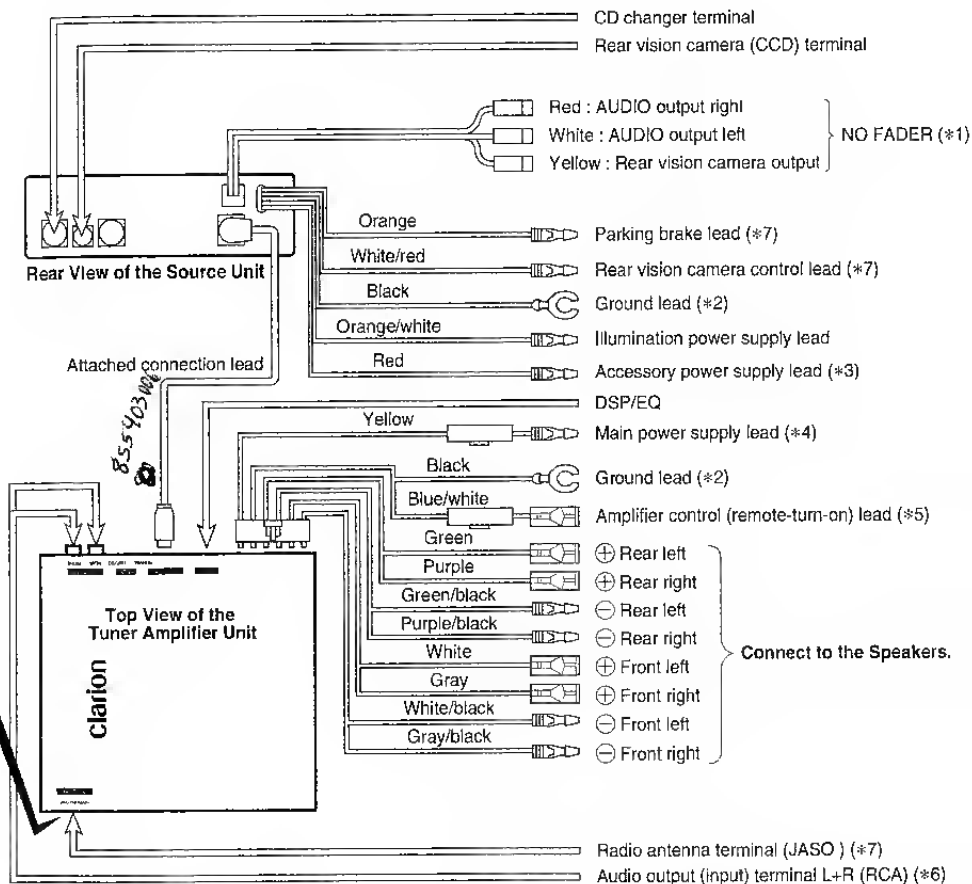 CD changer terminal
Rear vision camera (CCD) terminal
Red : AUDIO output right
White : AUDIO output left
Yellow : Rear vision camera output
NO FADER (*1)
Rear View of the Source Unit
Orange
Parking brake lead (*7)
White/red
Rear vision camera control lead (*7)
Black
Ground lead (*2)
Orange/white
Illumination power supply lead
Red
Accessory power supply lead (*3)
Attached connection lead
855403006
DSP/EQ
Yellow
Main power supply lead (*4)
Black
Ground lead (*2)
Blue/white
Amplifier control (remote-turn-on) lead (*5)
Green
⊕ Rear left
Purple
⊕ Rear right
Green/black
⊖ Rear left
Purple/black
⊖ Rear right
White
⊕ Front left
Gray
⊕ Front right
White/black
⊖ Front left
Gray/black
⊖ Front right
Connect to the Speakers.
Top View of the
Tuner Amplifier Unit
clarion
Radio antenna terminal (JASO ) (*7)
Audio output (input) terminal L+R (RCA) (*6)